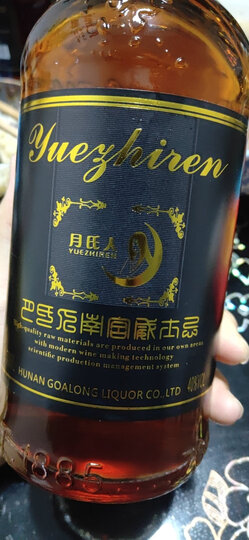 Yuezhiren
月氏人
YUEZHIREN
High-quality raw materials are produced in our own areas
with modern wine making technology
scientific production management system
HUNAN GOALONG LIQUOR CO.,LTD
1885